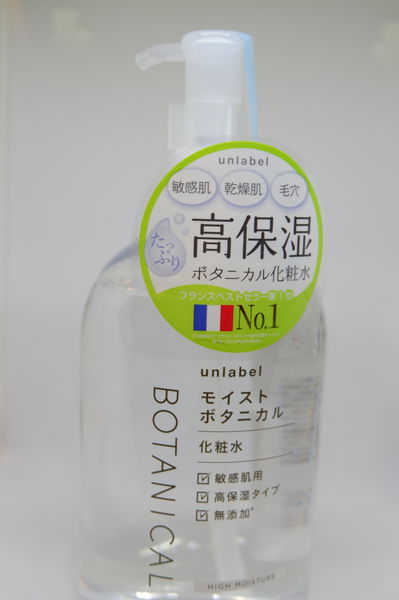 unlabel
敏感肌 乾燥肌 毛穴
たっぷり
高保湿
ボタニカル化粧水
フランスベストセラー第1位
No.1
unlabel
モイスト
ボタニカル
化粧水
敏感肌用
高保湿タイプ
無添加*
BOTANICAL
HIGH MOISTURE